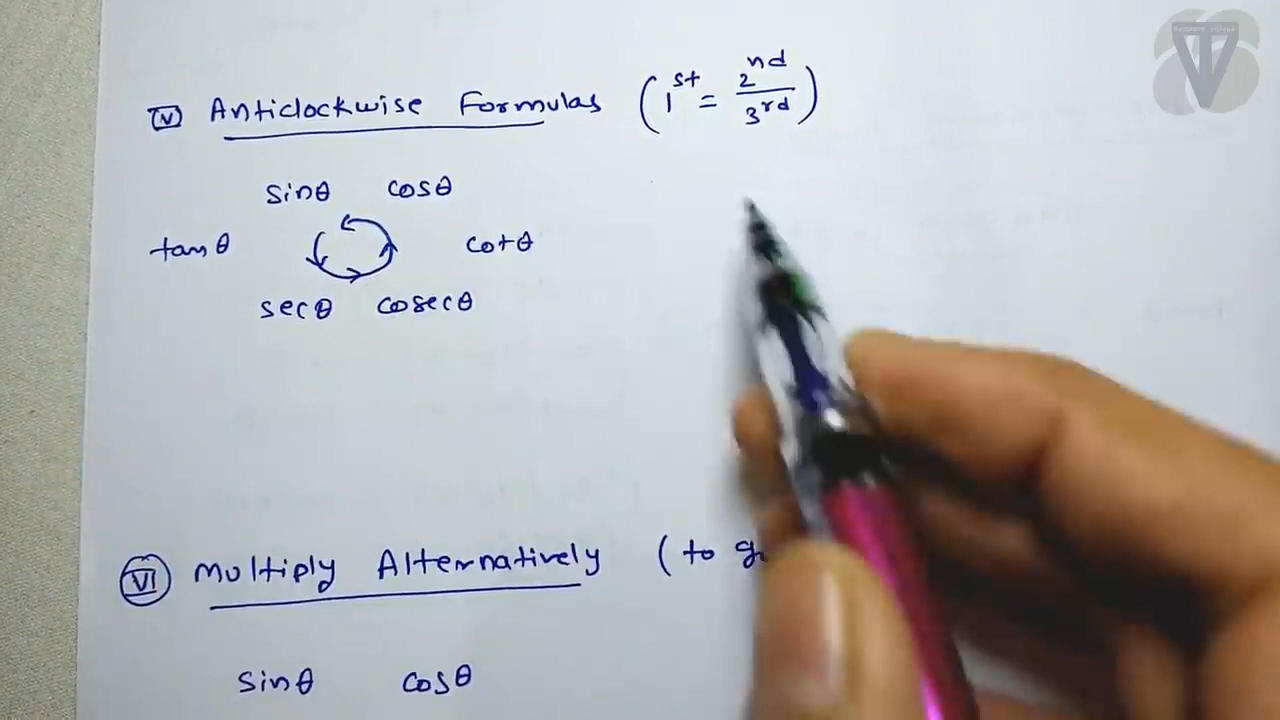 V Anticlockwise Formulas (1st = 2nd/3rd)
sinθ cosθ
tanθ cotθ
secθ cosecθ
VI Multiply Alternatively (to
sinθ cosθ